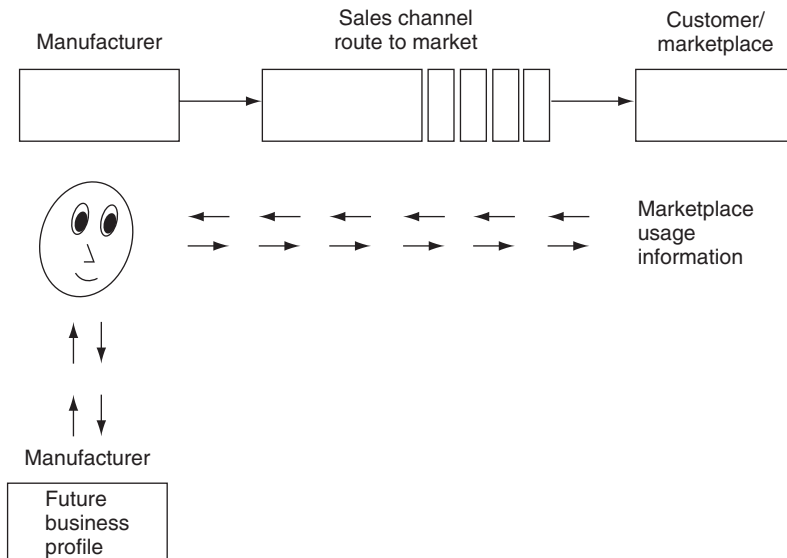 Manufacturer
Sales channel
route to market
Customer/
marketplace
Marketplace
usage
information
Manufacturer
Future
business
profile